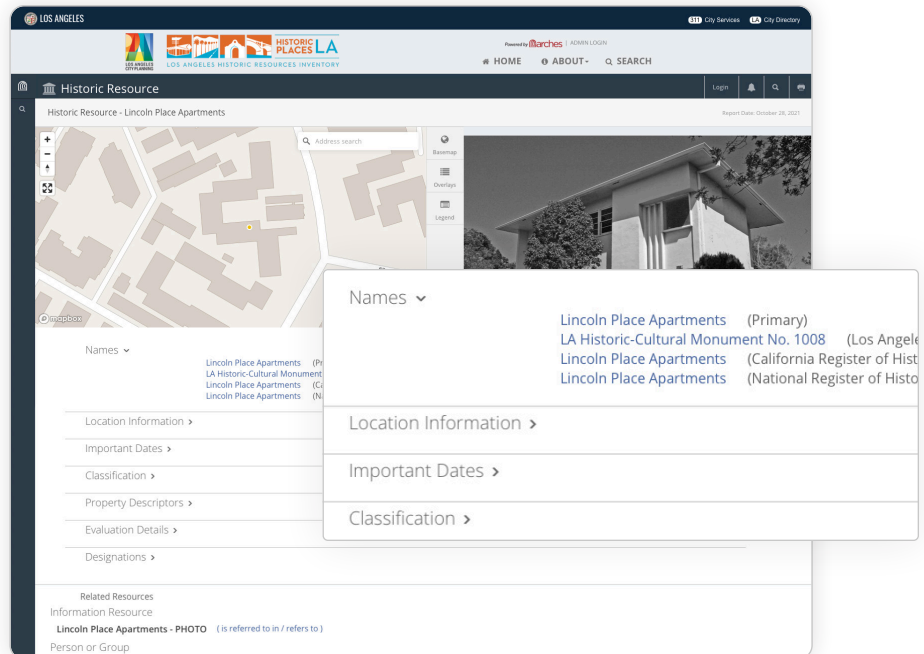 LOS ANGELES
311 City Services LA City Directory
LOS ANGELES
CITY PLANNING
HISTORIC
PLACES LA
LOS ANGELES HISTORIC RESOURCES INVENTORY
Powered by arches | ADMIN LOGIN
HOME ABOUT SEARCH
Historic Resource
Login
Historic Resource - Lincoln Place Apartments
Report Date: October 28, 2021
Address search
Basemap
Overlays
Legend
mapbox
Names
Lincoln Place Apartments (Pr
LA Historic-Cultural Monument
Lincoln Place Apartments (Ca
Lincoln Place Apartments (N
Location Information
Important Dates
Classification
Property Descriptors
Evaluation Details
Designations
Related Resources
Information Resource
Lincoln Place Apartments - PHOTO ( is referred to in / refers to )
Person or Group
Names
Lincoln Place Apartments (Primary)
LA Historic-Cultural Monument No. 1008 (Los Angele
Lincoln Place Apartments (California Register of Hist
Lincoln Place Apartments (National Register of Histo
Location Information
Important Dates
Classification